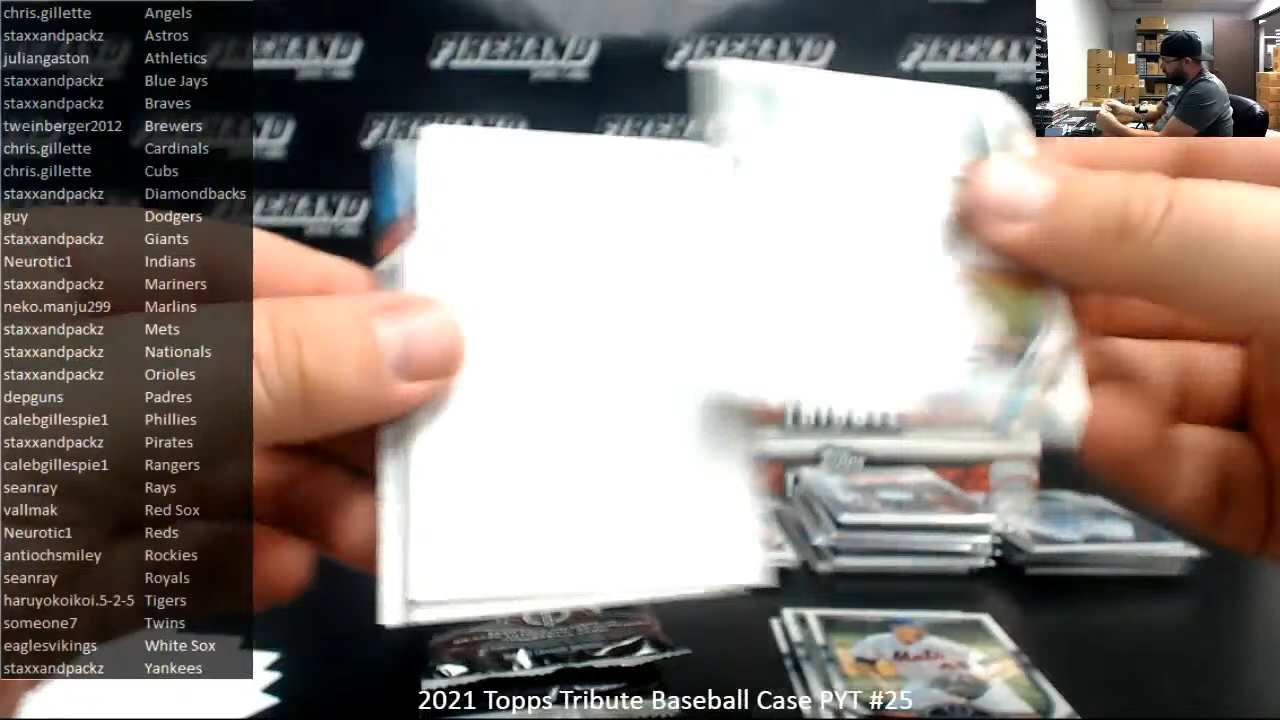 chris.gillette Angels
staxxandpackz Astros
juliangaston Athletics
staxxandpackz Blue Jays
staxxandpackz Braves
tweinberger2012 Brewers
chris.gillette Cardinals
chris.gillette Cubs
staxxandpackz Diamondbacks
guy Dodgers
staxxandpackz Giants
Neurotic1 Indians
staxxandpackz Mariners
neko.manju299 Marlins
staxxandpackz Mets
staxxandpackz Nationals
staxxandpackz Orioles
depguns Padres
calebgillespie1 Phillies
staxxandpackz Pirates
calebgillespie1 Rangers
seanray Rays
vallmak Red Sox
Neurotic1 Reds
antiochsmiley Rockies
seanray Royals
haruyokoikoi.5-2-5 Tigers
someone7 Twins
eaglesvikings White Sox
staxxandpackz Yankees
FIREHAND FIREHAND FIREHAND
FIREHAND
TRIBUTE
topps
Mets
2021 Topps Tribute Baseball Case PYT #25